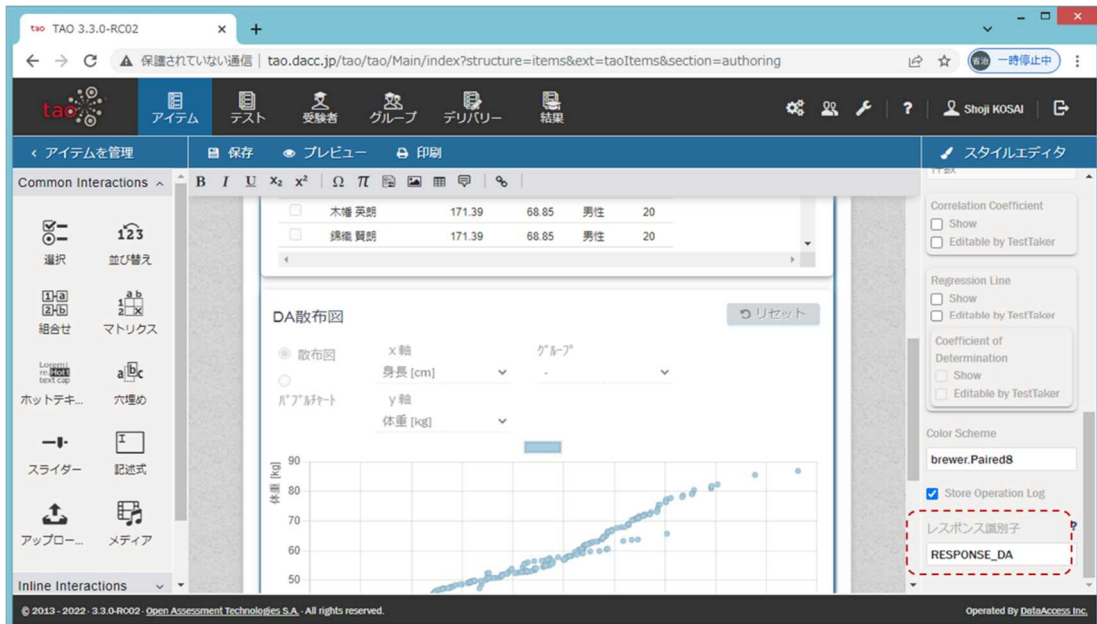 tao TAO 3.3.0-RC02
保護されていない通信 | tao.dacc.jp/tao/tao/Main/index?structure=items&ext=taoItems&section=authoring
省治 一時停止中
tao
アイテム テスト 受験者 グループ デリバリー 結果
? Shoji KOSAI
< アイテムを管理 保存 プレビュー 印刷 スタイルエディタ
Common Interactions
B I U X₂ x² Ω π
選択 並び替え
組合せ マトリクス
ホットテキ... 穴埋め
スライダー 記述式
アップロー... メディア
Inline Interactions
木幡 英朗 171.39 68.85 男性 20
錦織 賢朗 171.39 68.85 男性 20
DA散布図 リセット
散布図 x 軸 グループ
身長 [cm] -
バブルチャート y 軸
体重 [kg]
体重 [kg]
90
80
70
60
50
件数
Correlation Coefficient
Show
Editable by TestTaker
Regression Line
Show
Editable by TestTaker
Coefficient of
Determination
Show
Editable by TestTaker
Color Scheme
brewer.Paired8
Store Operation Log
レスポンス識別子 ?
RESPONSE_DA
© 2013 - 2022 · 3.3.0-RC02 · Open Assessment Technologies S.A. · All rights reserved. Operated By DataAccess Inc.